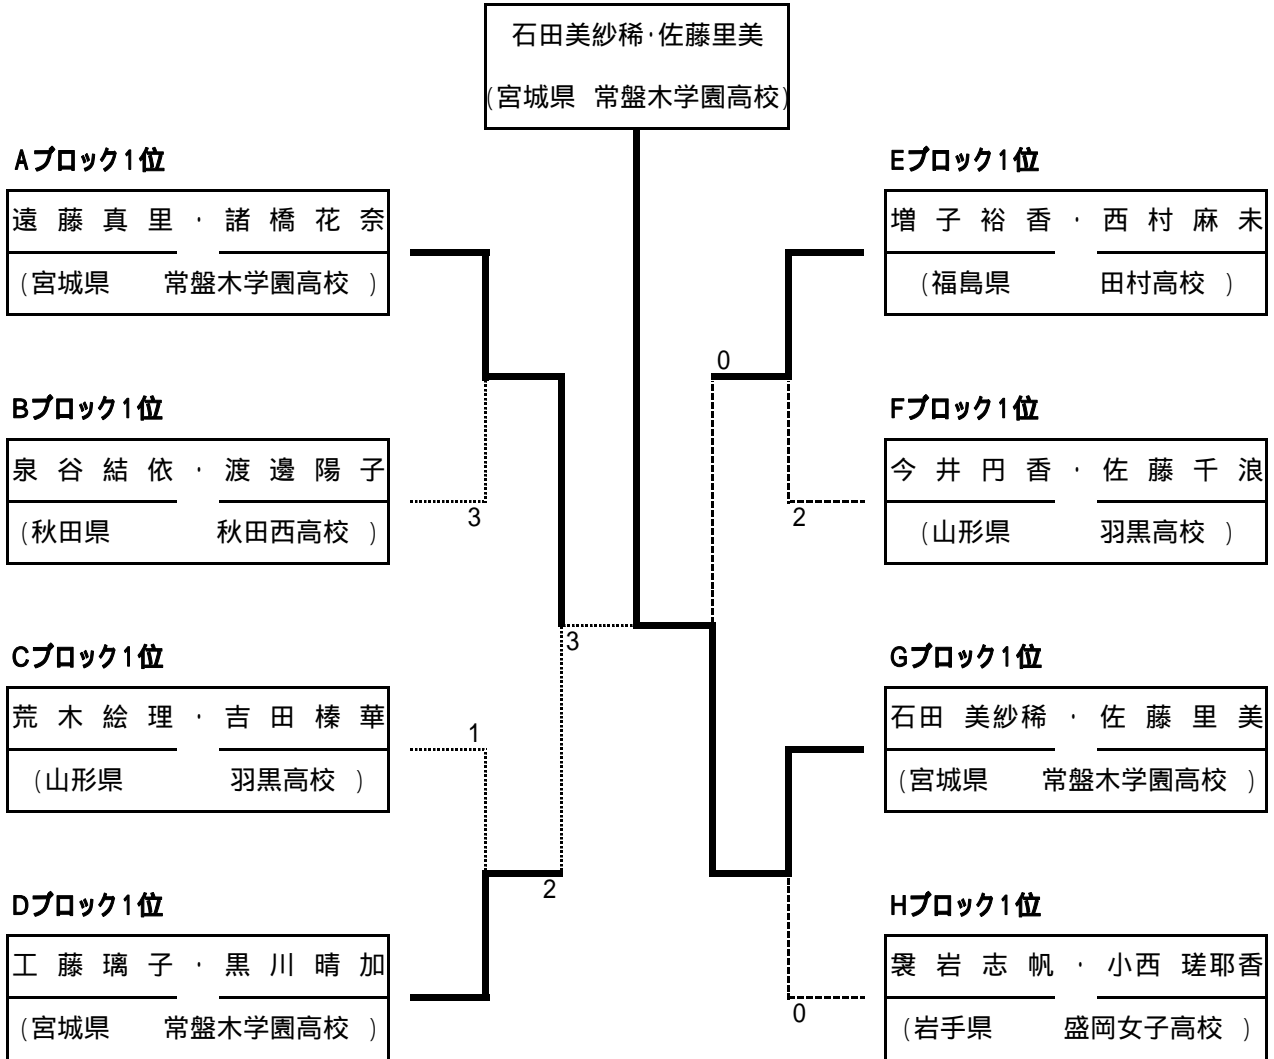 石田美紗稀・佐藤里美
(宮城県 常盤木学園高校)
Aブロック1位
遠藤真里・諸橋花奈
(宮城県 常盤木学園高校)
Bブロック1位
泉谷結依・渡邊陽子
(秋田県 秋田西高校)
3
Cブロック1位
荒木絵理・吉田榛華
(山形県 羽黒高校)
1
Dブロック1位
工藤璃子・黒川晴加
(宮城県 常盤木学園高校)
2
3
Eブロック1位
増子裕香・西村麻未
(福島県 田村高校)
0
Fブロック1位
今井円香・佐藤千浪
(山形県 羽黒高校)
2
Gブロック1位
石田 美紗稀・佐藤里美
(宮城県 常盤木学園高校)
Hブロック1位
岩志帆・小西 瑳耶香
(岩手県 盛岡女子高校)
0